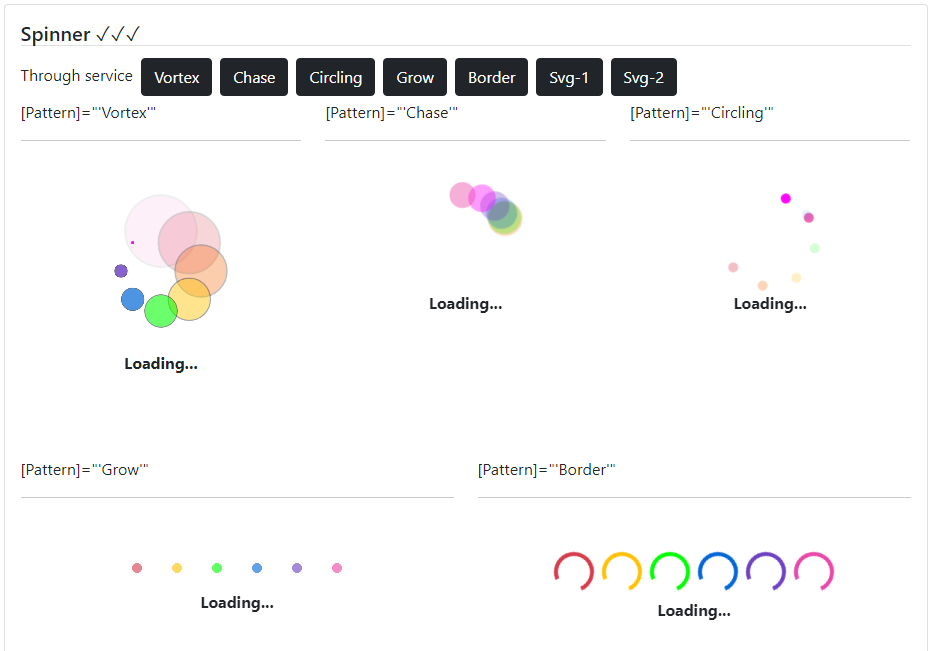 Spinner ✓✓✓
Through service Vortex Chase Circling Grow Border Svg-1 Svg-2
[Pattern]="'Vortex'" [Pattern]="'Chase'" [Pattern]="'Circling'"
Loading... Loading...
Loading...
[Pattern]="'Grow'" [Pattern]="'Border'"
Loading...
Loading...